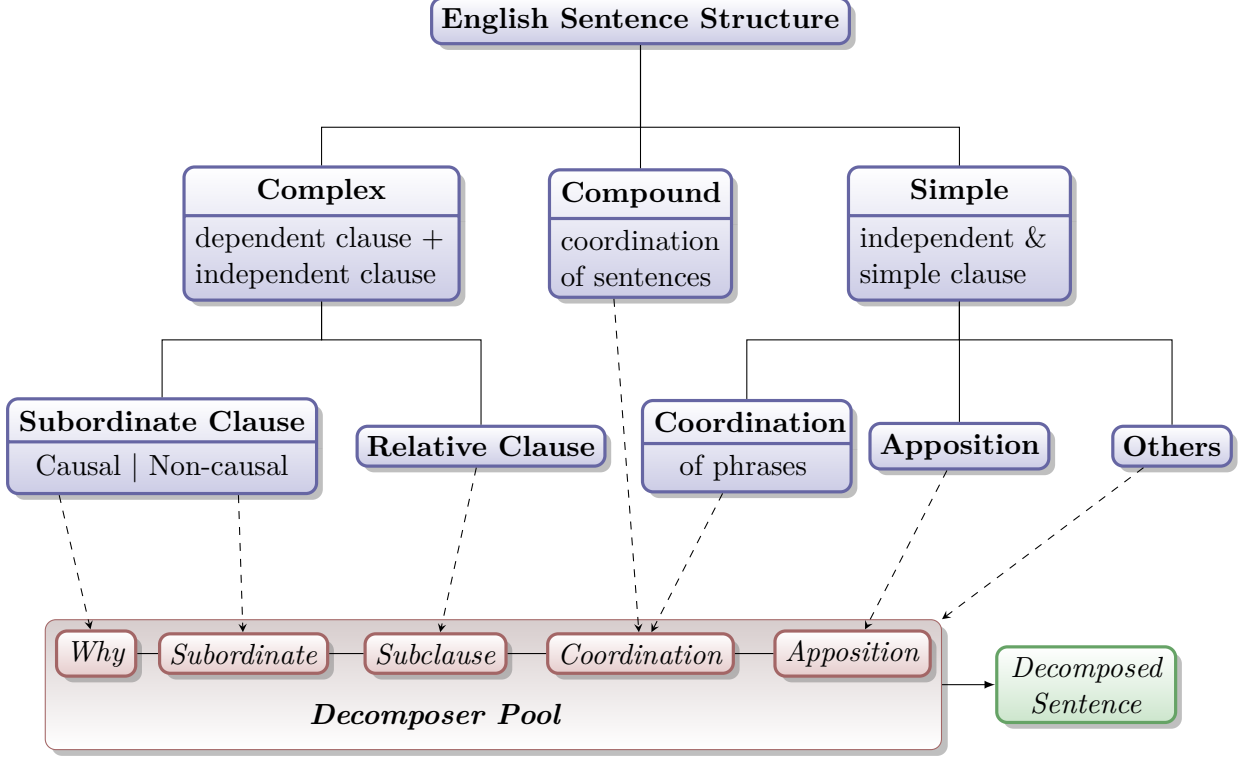 English Sentence Structure
Complex
dependent clause +
independent clause
Compound
coordination
of sentences
Simple
independent &
simple clause
Subordinate Clause
Causal | Non-causal
Relative Clause
Coordination
of phrases
Apposition
Others
Why
Subordinate
Subclause
Coordination
Apposition
Decomposer Pool
Decomposed
Sentence